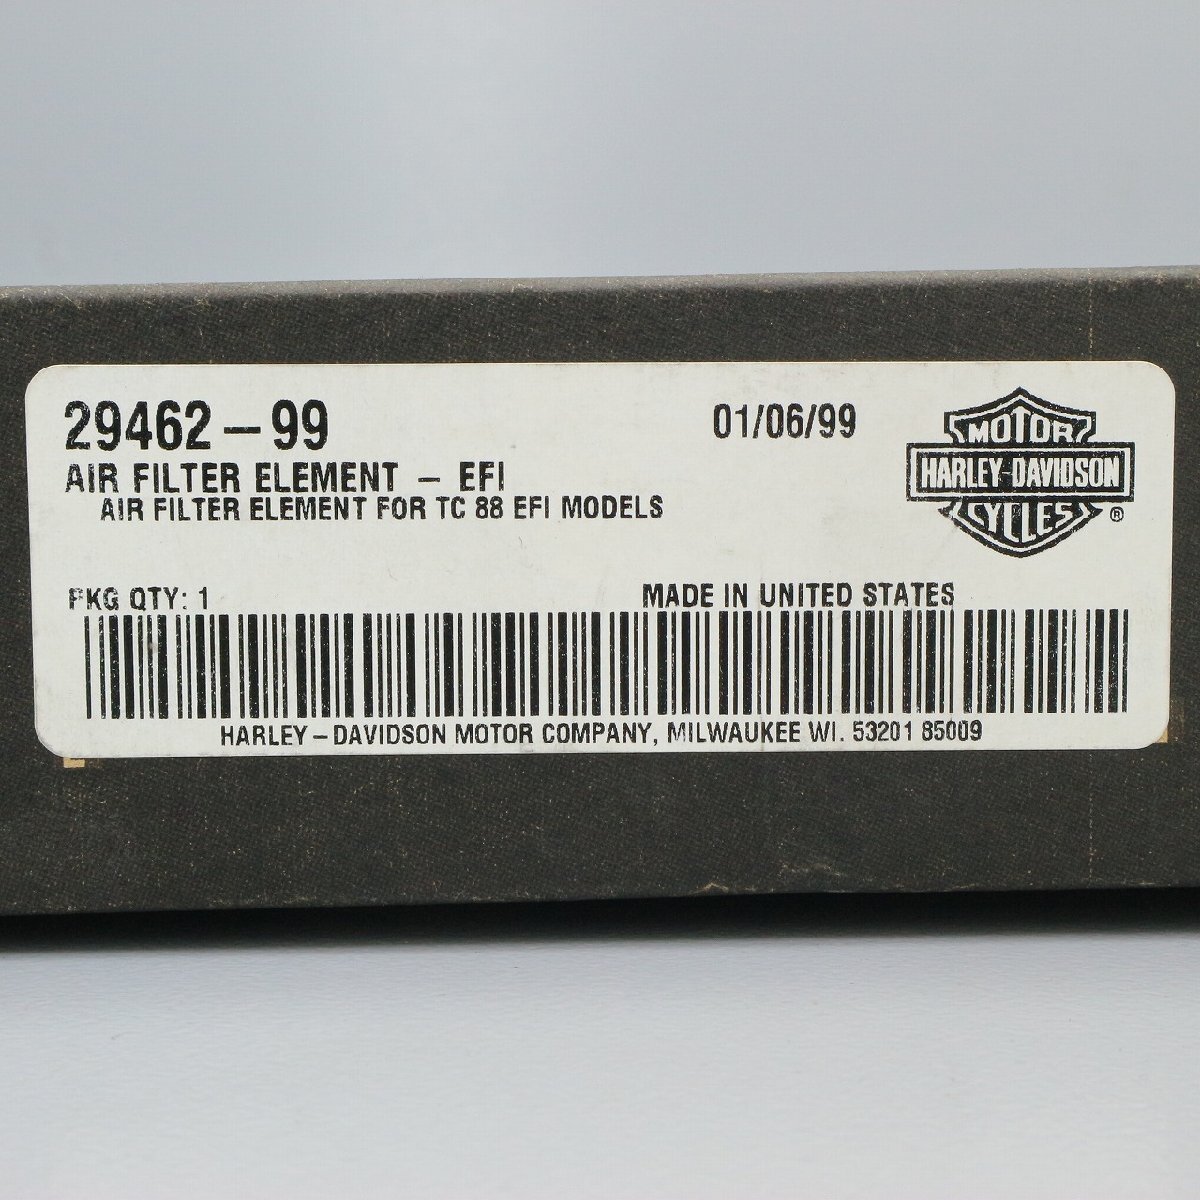 29462-99
01/06/99
MOTOR
HARLEY-DAVIDSON
CYCLES
®
AIR FILTER ELEMENT - EFI
AIR FILTER ELEMENT FOR TC 88 EFI MODELS
PKG QTY: 1
MADE IN UNITED STATES
HARLEY-DAVIDSON MOTOR COMPANY, MILWAUKEE WI. 53201 85009